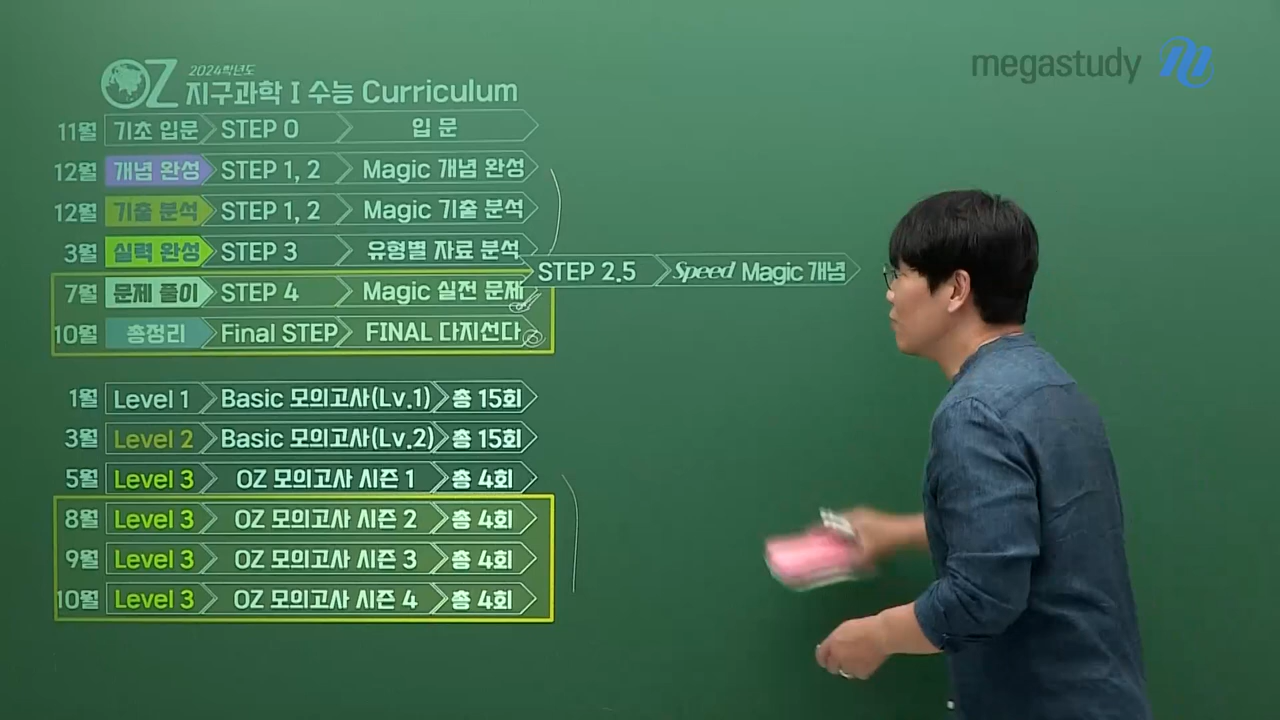 megastudy
OZ 2024학년도
지구과학 I 수능 Curriculum
11월 기초 입문 STEP 0 입 문
12월 개념 완성 STEP 1, 2 Magic 개념 완성
12월 기출 분석 STEP 1, 2 Magic 기출 분석
3월 실력 완성 STEP 3 유형별 자료 분석
STEP 2.5 Speed Magic 개념
7월 문제 풀이 STEP 4 Magic 실전 문제
10월 총정리 Final STEP FINAL 다지선다
1월 Level 1 Basic 모의고사(Lv.1) 총 15회
3월 Level 2 Basic 모의고사(Lv.2) 총 15회
5월 Level 3 OZ 모의고사 시즌 1 총 4회
8월 Level 3 OZ 모의고사 시즌 2 총 4회
9월 Level 3 OZ 모의고사 시즌 3 총 4회
10월 Level 3 OZ 모의고사 시즌 4 총 4회